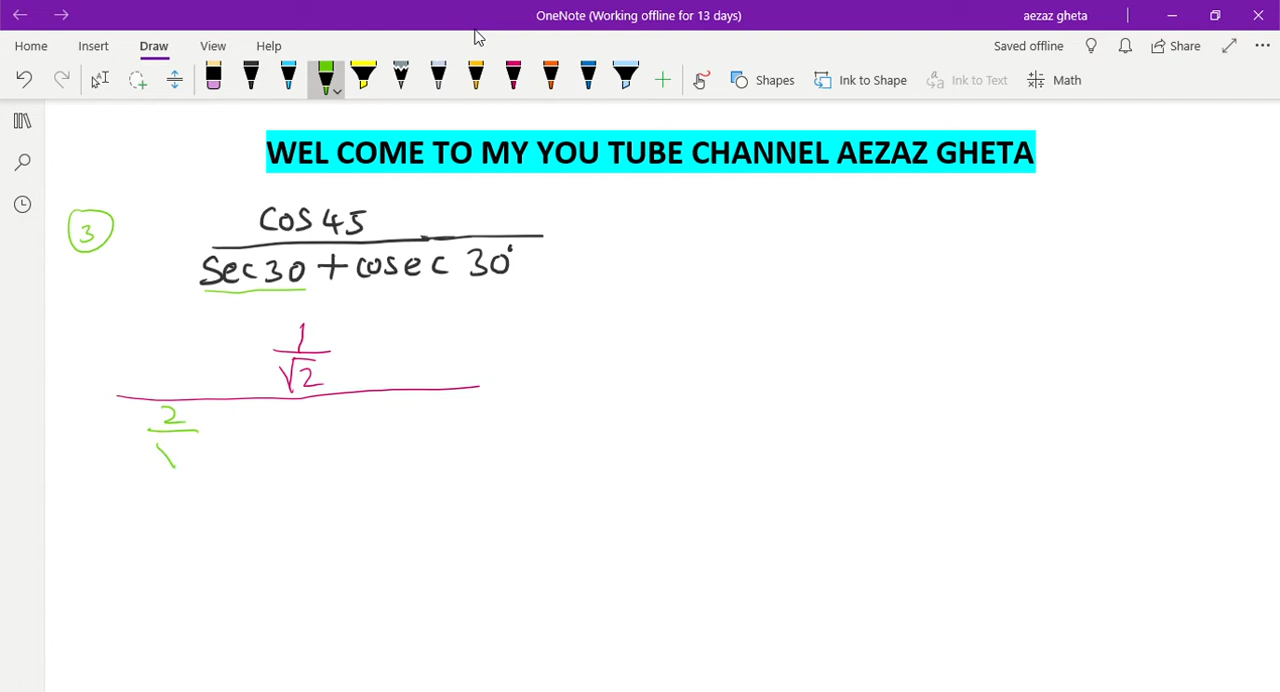 OneNote (Working offline for 13 days)
aezaz gheta
Home Insert Draw View Help
Saved offline Share
Shapes Ink to Shape Ink to Text Math
WEL COME TO MY YOU TUBE CHANNEL AEZAZ GHETA
3
cos 45
sec 30 + cosec 30°
1
√2
2